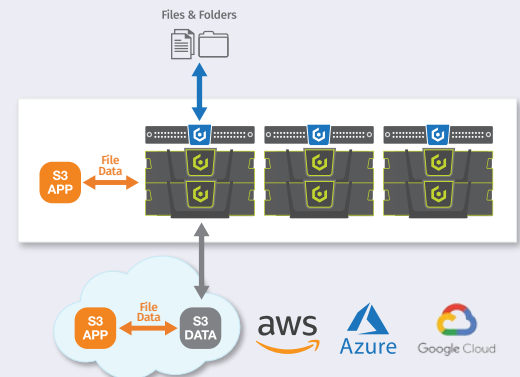 Files & Folders
S3
APP
File
Data
S3
APP
File
Data
S3
DATA
aws
Azure
Google Cloud